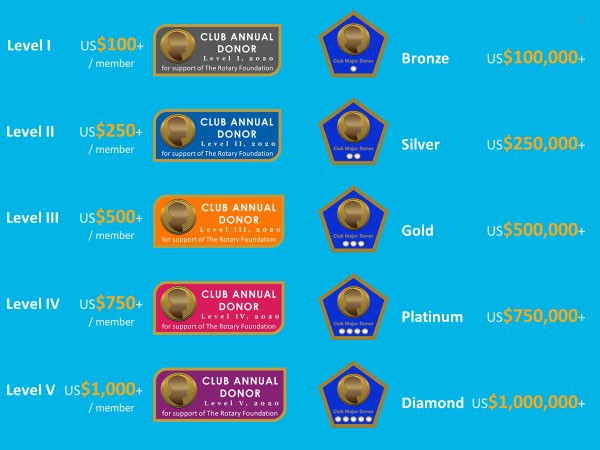 Level I
US$100+
/ member
CLUB ANNUAL
DONOR
Level I, 2020
for support of The Rotary Foundation
Club Major Donor
Bronze
US$100,000+
Level II
US$250+
/ member
CLUB ANNUAL
DONOR
Level II, 2020
for support of The Rotary Foundation
Club Major Donor
Silver
US$250,000+
Level III
US$500+
/ member
CLUB ANNUAL
DONOR
Level III, 2020
for support of The Rotary Foundation
Club Major Donor
Gold
US$500,000+
Level IV
US$750+
/ member
CLUB ANNUAL
DONOR
Level IV, 2020
for support of The Rotary Foundation
Club Major Donor
Platinum
US$750,000+
Level V
US$1,000+
/ member
CLUB ANNUAL
DONOR
Level V, 2020
for support of The Rotary Foundation
Club Major Donor
Diamond
US$1,000,000+